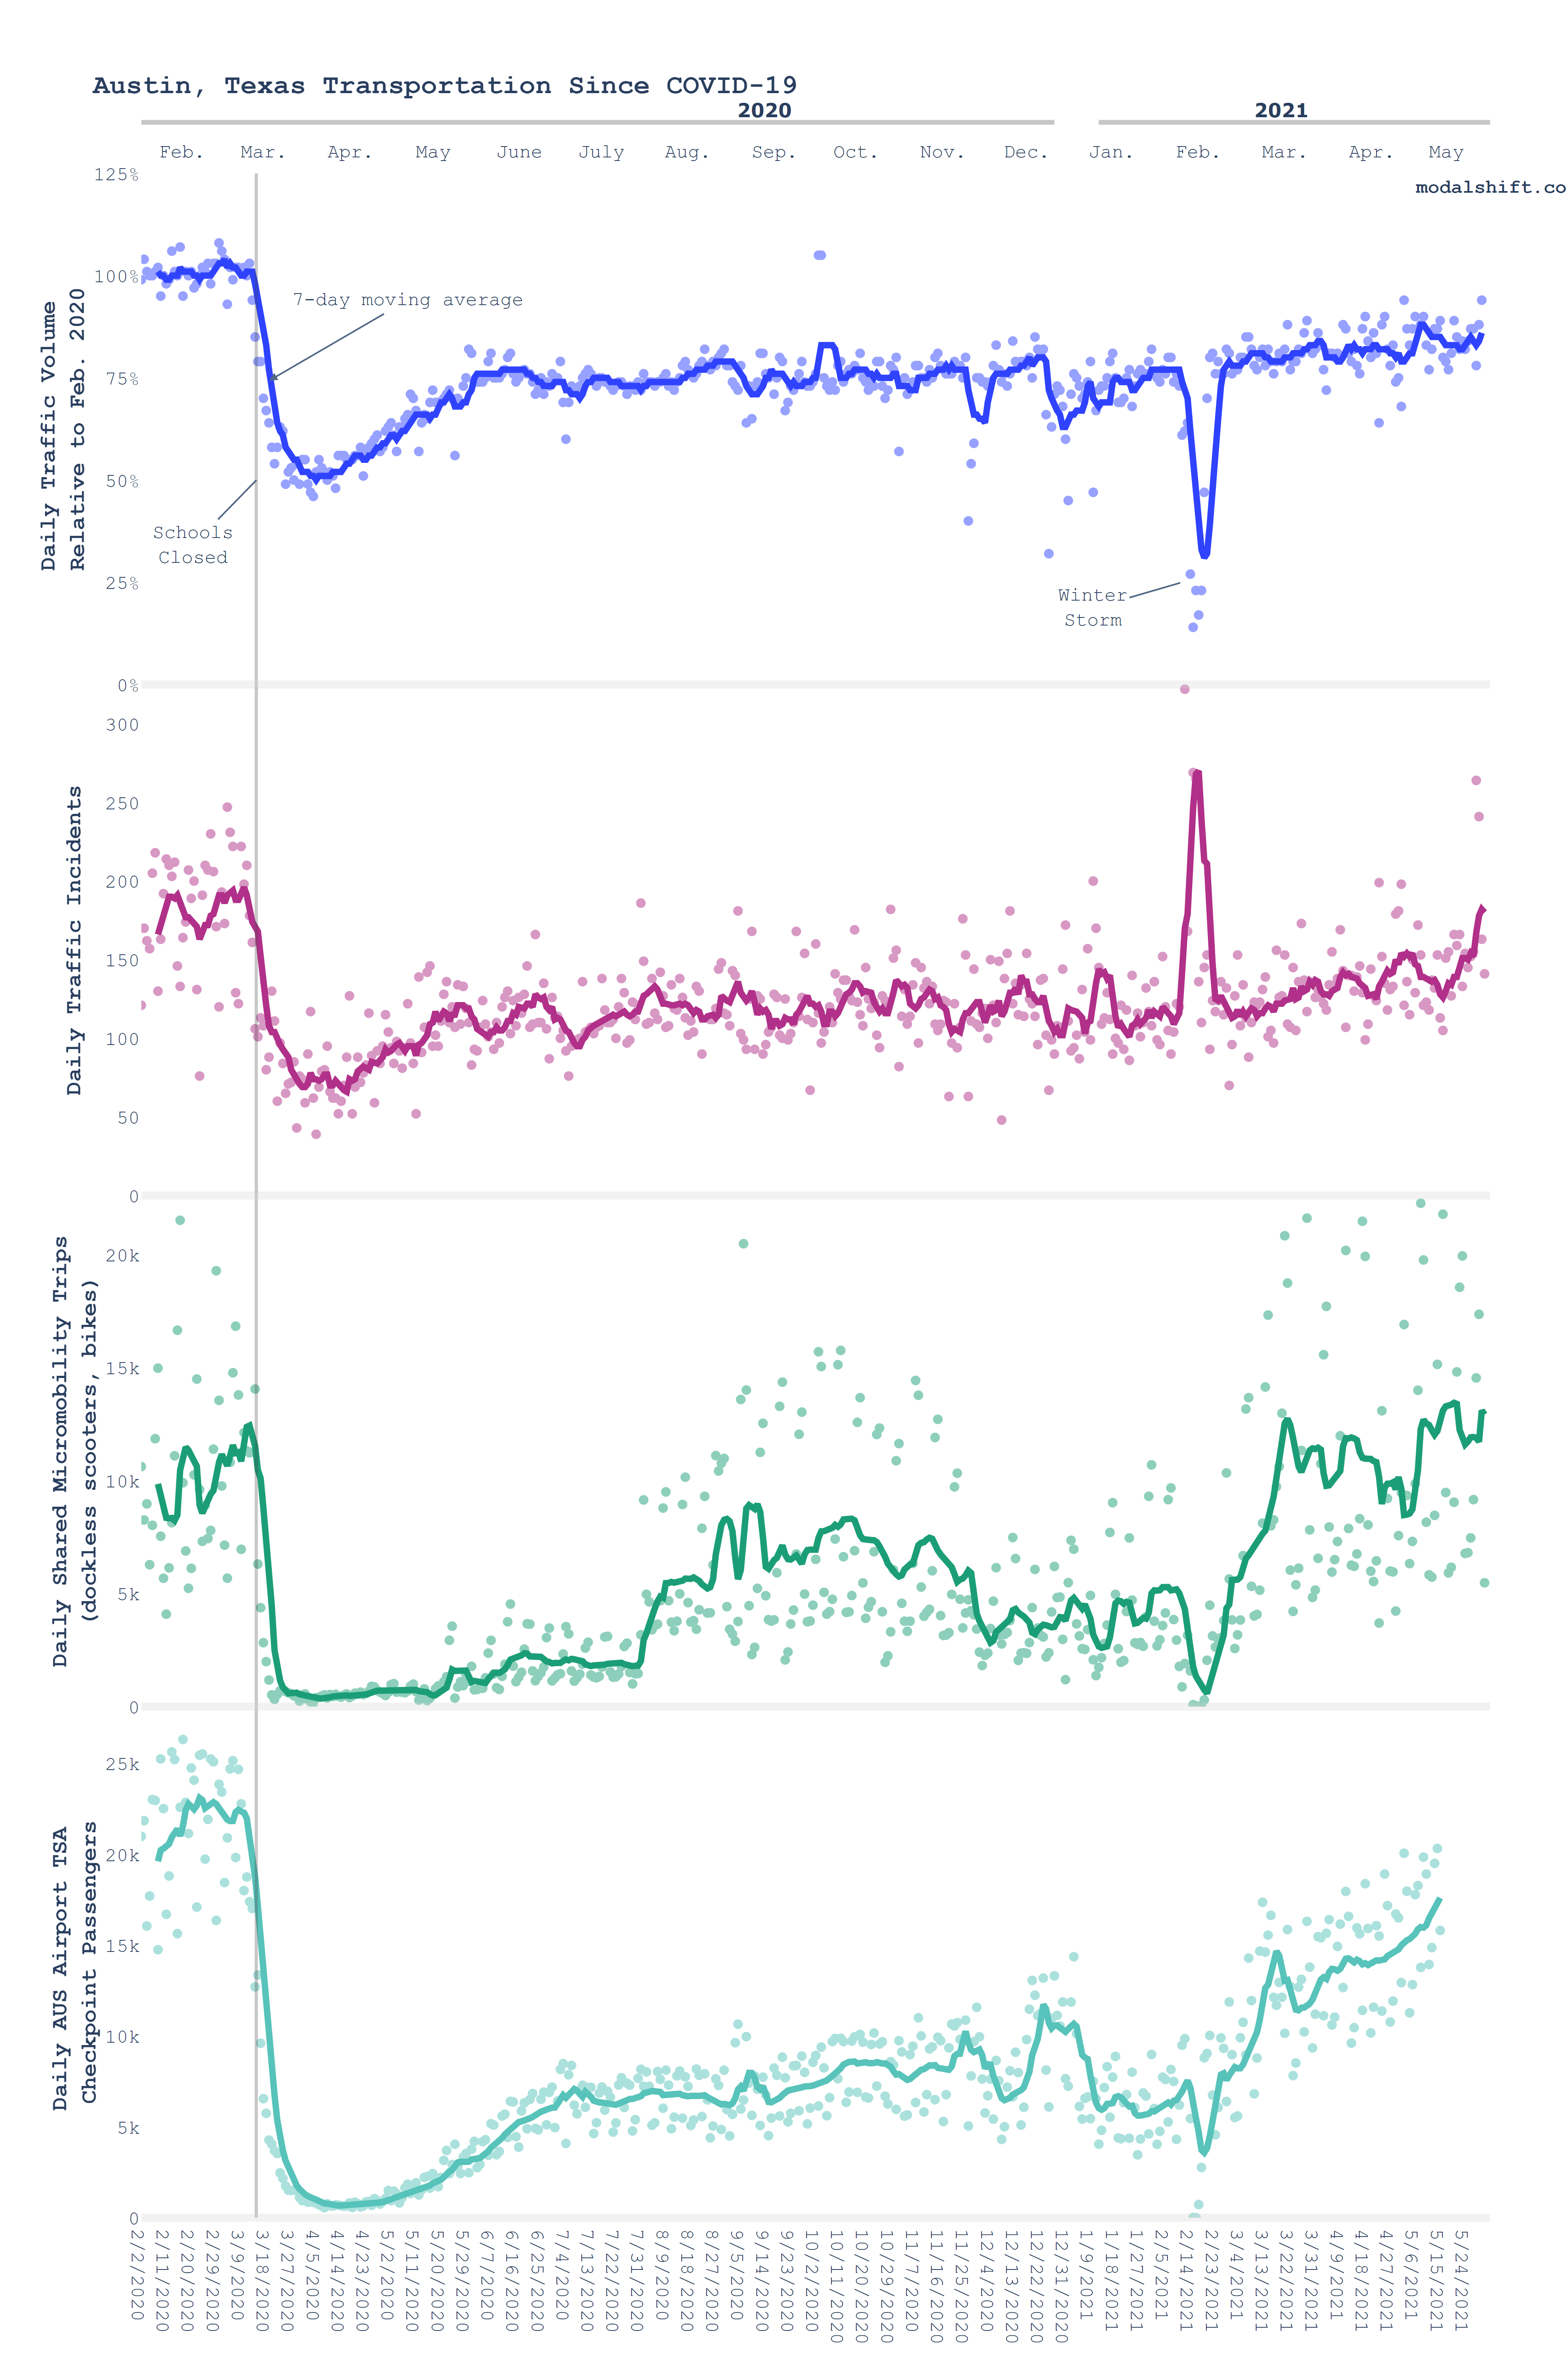 Austin, Texas Transportation Since COVID-19
2020
2021
Feb. Mar. Apr. May June July Aug. Sep. Oct. Nov. Dec. Jan. Feb. Mar. Apr. May
modalshift.co
Daily Traffic Volume
Relative to Feb. 2020
125%
100%
75%
50%
25%
0%
7-day moving average
Schools
Closed
Winter
Storm
Daily Traffic Incidents
300
250
200
150
100
50
0
Daily Shared Micromobility Trips
(dockless scooters, bikes)
20k
15k
10k
5k
0
Daily AUS Airport TSA
Checkpoint Passengers
25k
20k
15k
10k
5k
0
2/2/2020
2/11/2020
2/20/2020
2/29/2020
3/9/2020
3/18/2020
3/27/2020
4/5/2020
4/14/2020
4/23/2020
5/2/2020
5/11/2020
5/20/2020
5/29/2020
6/7/2020
6/16/2020
6/25/2020
7/4/2020
7/13/2020
7/22/2020
7/31/2020
8/9/2020
8/18/2020
8/27/2020
9/5/2020
9/14/2020
9/23/2020
10/2/2020
10/11/2020
10/20/2020
10/29/2020
11/7/2020
11/16/2020
11/25/2020
12/4/2020
12/13/2020
12/22/2020
12/31/2020
1/9/2021
1/18/2021
1/27/2021
2/5/2021
2/14/2021
2/23/2021
3/4/2021
3/13/2021
3/22/2021
3/31/2021
4/9/2021
4/18/2021
4/27/2021
5/6/2021
5/15/2021
5/24/2021